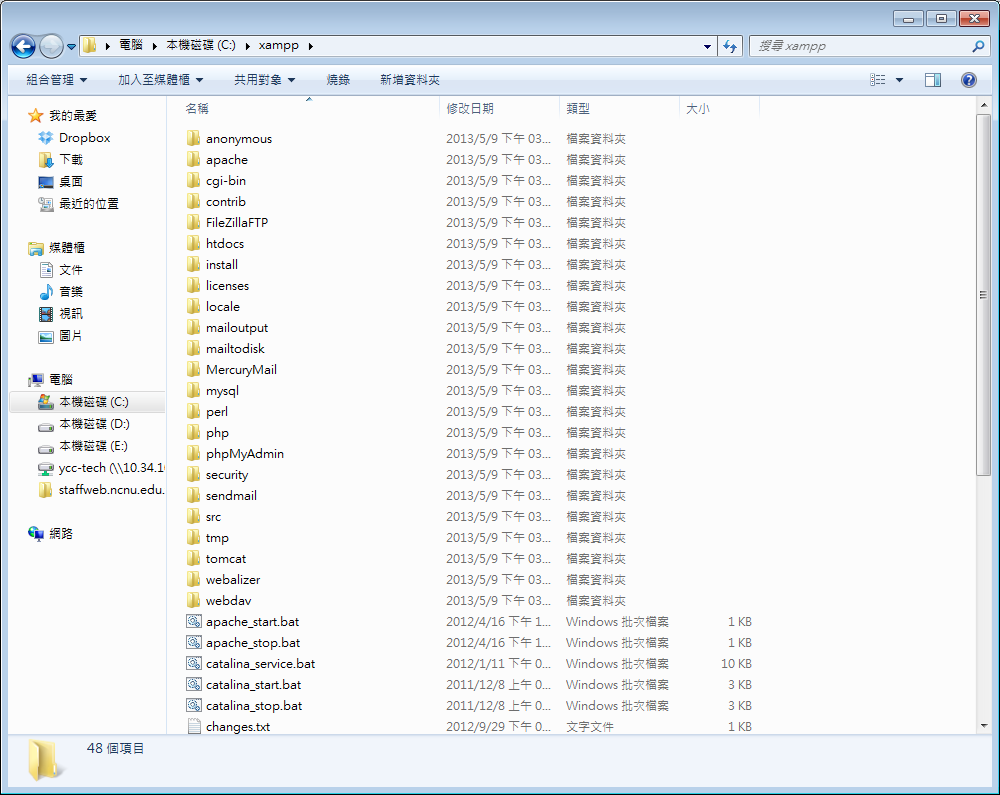 電腦 本機磁碟 (C:) xampp
搜尋 xampp
組合管理 加入至媒體櫃 共用對象 燒錄 新增資料夾
我的最愛
Dropbox
下載
桌面
最近的位置
媒體櫃
文件
音樂
視訊
圖片
電腦
本機磁碟 (C:)
本機磁碟 (D:)
本機磁碟 (E:)
ycc-tech (\\10.34.10
staffweb.ncnu.edu.
網路
名稱 修改日期 類型 大小
anonymous 2013/5/9 下午 03... 檔案資料夾
apache 2013/5/9 下午 03... 檔案資料夾
cgi-bin 2013/5/9 下午 03... 檔案資料夾
contrib 2013/5/9 下午 03... 檔案資料夾
FileZillaFTP 2013/5/9 下午 03... 檔案資料夾
htdocs 2013/5/9 下午 03... 檔案資料夾
install 2013/5/9 下午 03... 檔案資料夾
licenses 2013/5/9 下午 03... 檔案資料夾
locale 2013/5/9 下午 03... 檔案資料夾
mailoutput 2013/5/9 下午 03... 檔案資料夾
mailtodisk 2013/5/9 下午 03... 檔案資料夾
MercuryMail 2013/5/9 下午 03... 檔案資料夾
mysql 2013/5/9 下午 03... 檔案資料夾
perl 2013/5/9 下午 03... 檔案資料夾
php 2013/5/9 下午 03... 檔案資料夾
phpMyAdmin 2013/5/9 下午 03... 檔案資料夾
security 2013/5/9 下午 03... 檔案資料夾
sendmail 2013/5/9 下午 03... 檔案資料夾
src 2013/5/9 下午 03... 檔案資料夾
tmp 2013/5/9 下午 03... 檔案資料夾
tomcat 2013/5/9 下午 03... 檔案資料夾
webalizer 2013/5/9 下午 03... 檔案資料夾
webdav 2013/5/9 下午 03... 檔案資料夾
apache_start.bat 2012/4/16 下午 1... Windows 批次檔案 1 KB
apache_stop.bat 2012/4/16 下午 1... Windows 批次檔案 1 KB
catalina_service.bat 2012/1/11 下午 0... Windows 批次檔案 10 KB
catalina_start.bat 2011/12/8 上午 0... Windows 批次檔案 3 KB
catalina_stop.bat 2011/12/8 上午 0... Windows 批次檔案 3 KB
changes.txt 2012/9/29 下午 0... 文字文件 1 KB
48 個項目